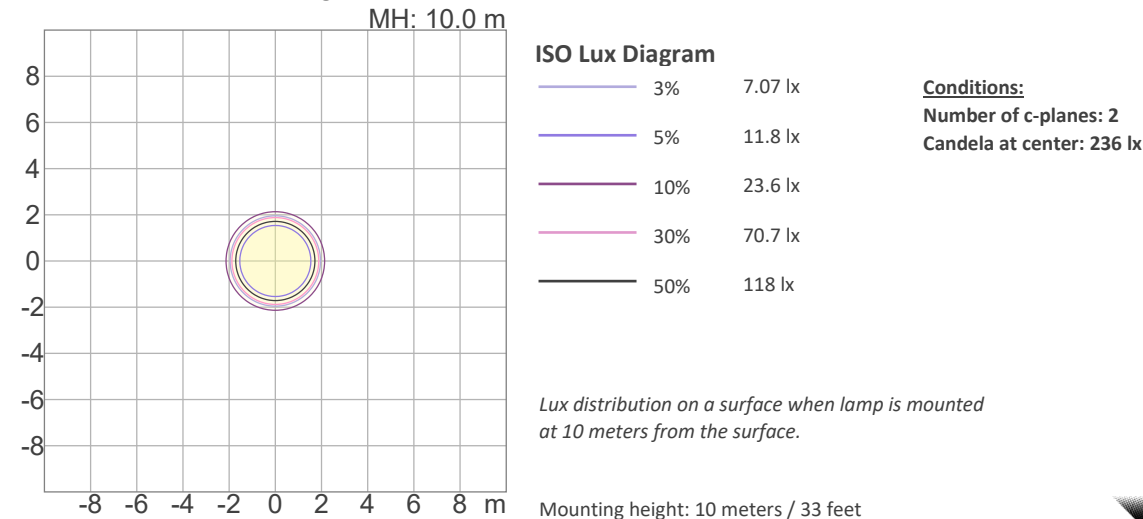 MH: 10.0 m
8
6
4
2
0
-2
-4
-6
-8
-8 -6 -4 -2 0 2 4 6 8 m
ISO Lux Diagram
3% 7.07 lx
5% 11.8 lx
10% 23.6 lx
30% 70.7 lx
50% 118 lx
Conditions:
Number of c-planes: 2
Candela at center: 236 lx
Lux distribution on a surface when lamp is mounted
at 10 meters from the surface.
Mounting height: 10 meters / 33 feet